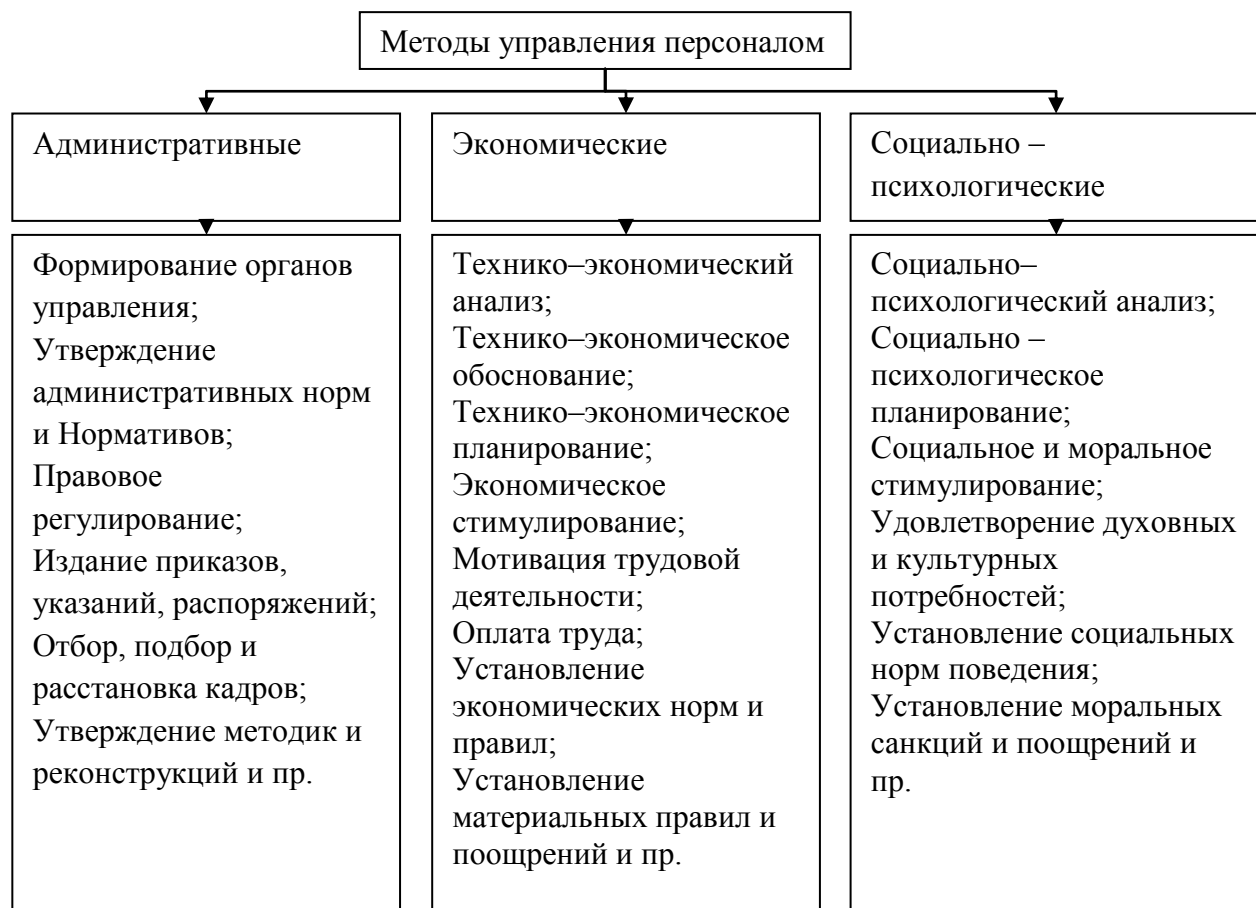 Методы управления персоналом
Административные
Экономические
Социально –
психологические
Формирование органов
управления;
Утверждение
административных норм
и Нормативов;
Правовое
регулирование;
Издание приказов,
указаний, распоряжений;
Отбор, подбор и
расстановка кадров;
Утверждение методик и
реконструкций и пр.
Технико–экономический
анализ;
Технико–экономическое
обоснование;
Технико–экономическое
планирование;
Экономическое
стимулирование;
Мотивация трудовой
деятельности;
Оплата труда;
Установление
экономических норм и
правил;
Установление
материальных правил и
поощрений и пр.
Социально–
психологический анализ;
Социально –
психологическое
планирование;
Социальное и моральное
стимулирование;
Удовлетворение духовных
и культурных
потребностей;
Установление социальных
норм поведения;
Установление моральных
санкций и поощрений и
пр.